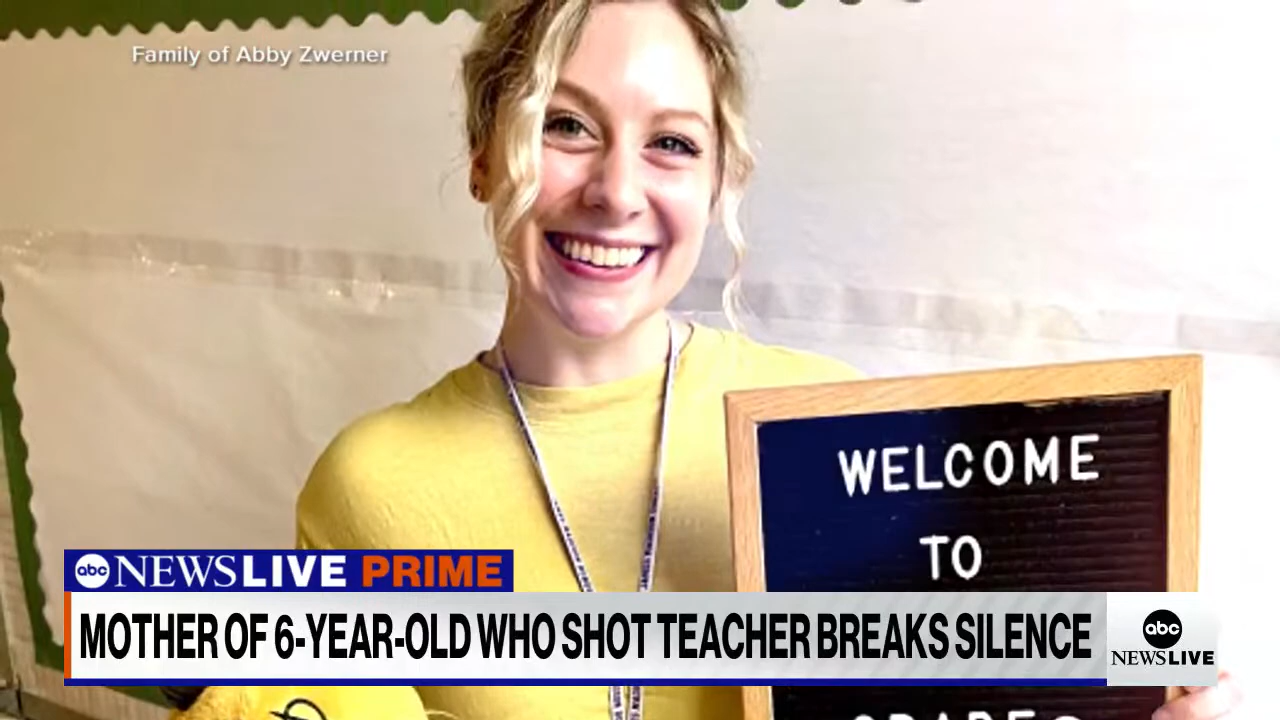 Family of Abby Zwerner
WELCOME
TO
abc NEWS LIVE PRIME
MOTHER OF 6-YEAR-OLD WHO SHOT TEACHER BREAKS SILENCE
abc
NEWS LIVE